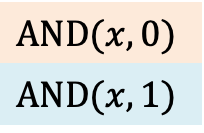 AND(x, 0)
AND(x, 1)